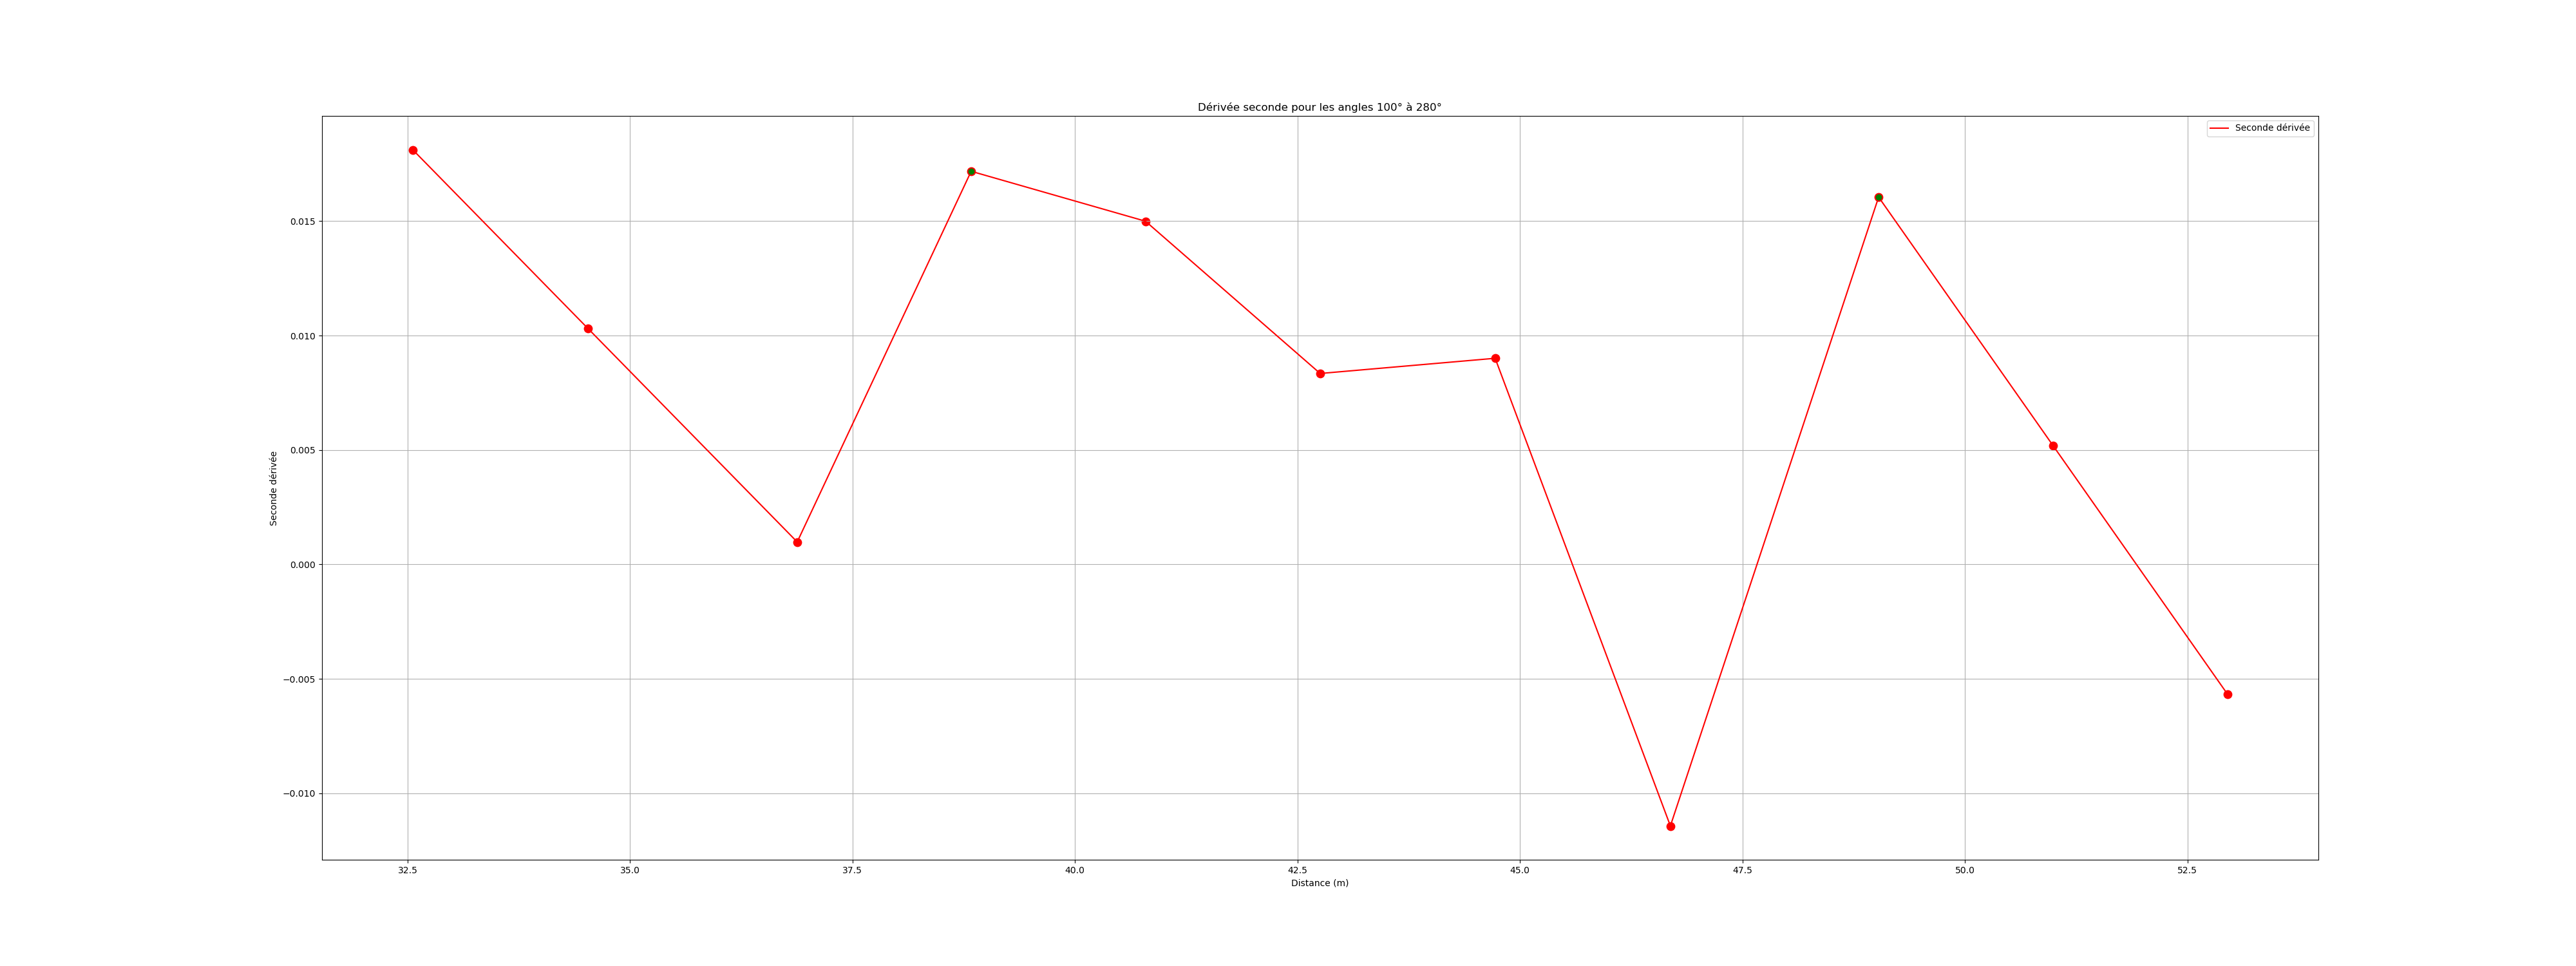 Dérivée seconde pour les angles 100° à 280°
Seconde dérivée
0.015
0.010
0.005
0.000
−0.005
−0.010
Seconde dérivée
32.5 35.0 37.5 40.0 42.5 45.0 47.5 50.0 52.5
Distance (m)